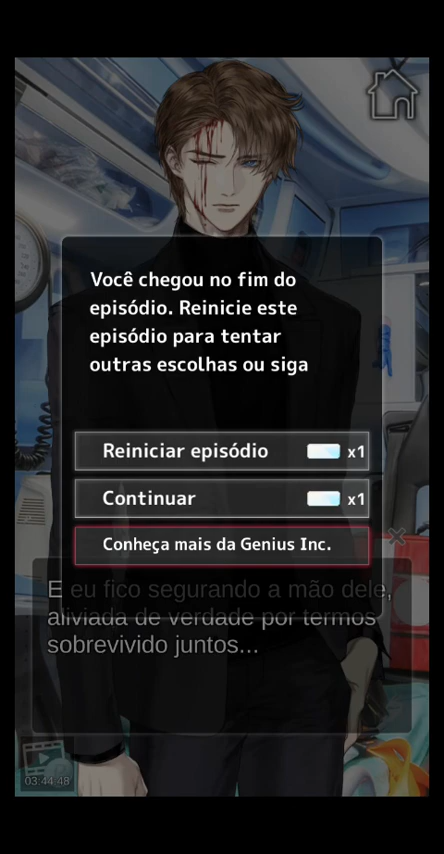 Você chegou no fim do
episódio. Reinicie este
episódio para tentar
outras escolhas ou siga
Reiniciar episódio x1
Continuar x1
Conheça mais da Genius Inc.
E eu fico segurando a mão dele,
aliviada de verdade por termos
sobrevivido juntos...
03:44:48